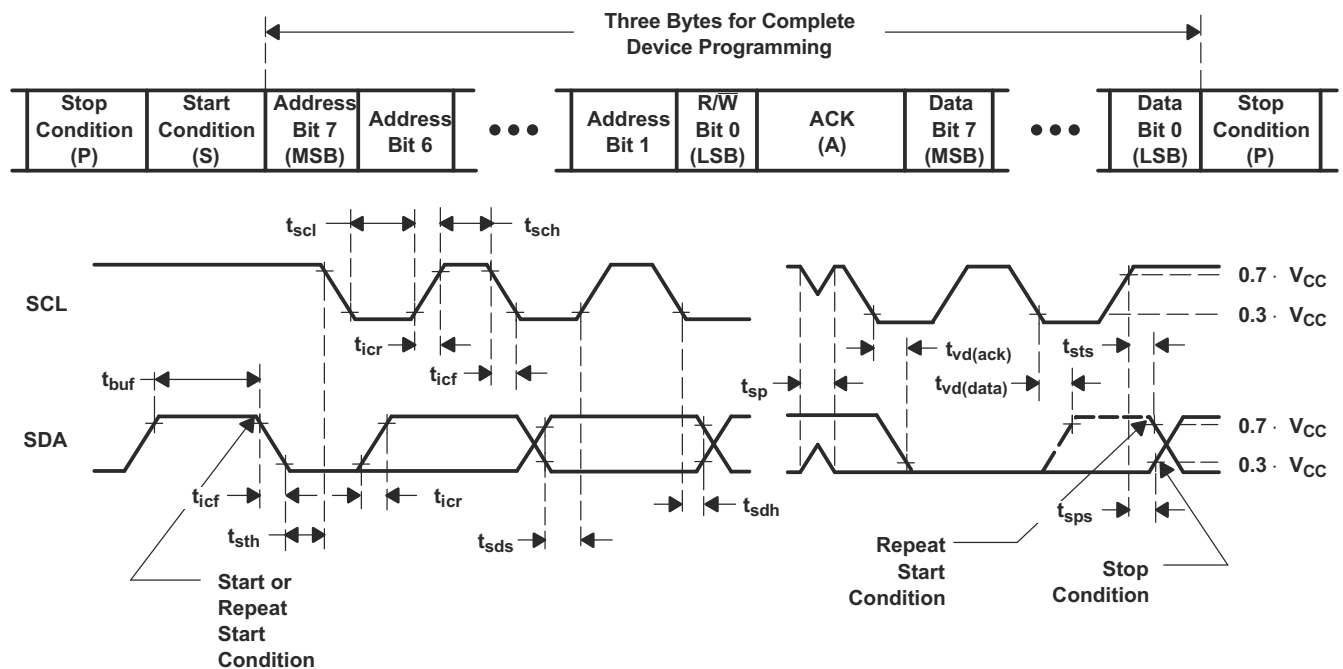 Three Bytes for Complete
Device Programming
Stop
Condition
(P)
Start
Condition
(S)
Address
Bit 7
(MSB)
Address
Bit 6
• • •
Address
Bit 1
R/W̅
Bit 0
(LSB)
ACK
(A)
Data
Bit 7
(MSB)
• • •
Data
Bit 0
(LSB)
Stop
Condition
(P)
tscl
tsch
SCL
0.7 · VCC
0.3 · VCC
ticr
ticf
tvd(ack)
tsts
tbuf
tsp
tvd(data)
SDA
0.7 · VCC
0.3 · VCC
ticf
ticr
tsdh
tsps
tsth
tsds
Start or
Repeat
Start
Condition
Repeat
Start
Condition
Stop
Condition